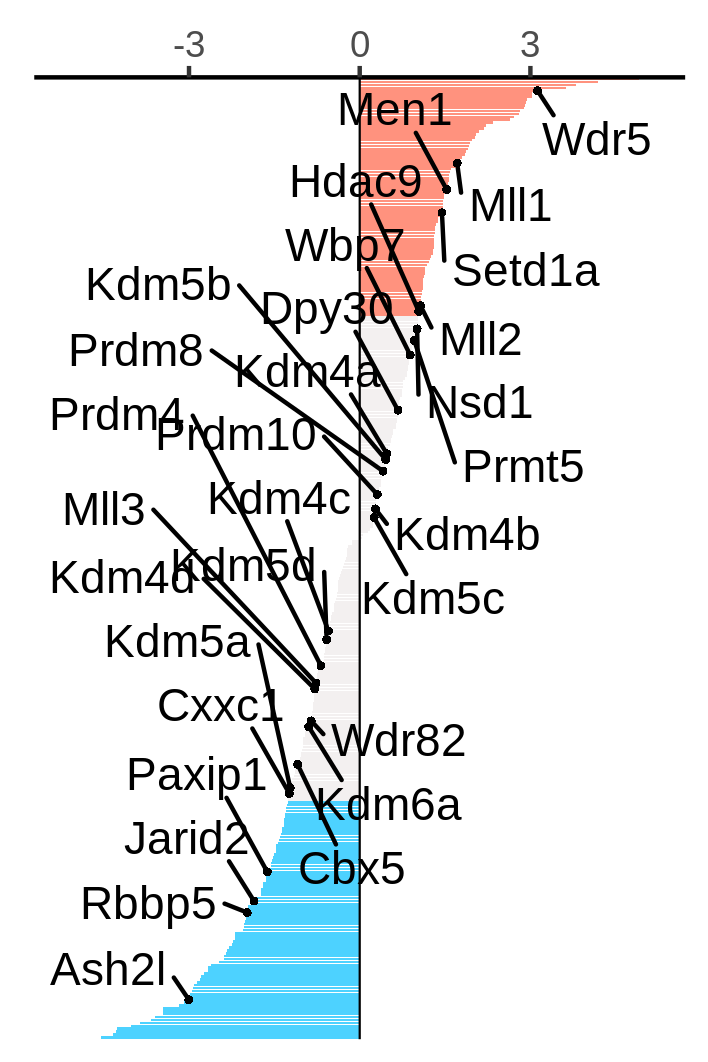 -3 0 3
Men1
Wdr5
Hdac9
Mll1
Wbp7
Setd1a
Kdm5b
Dpy30
Mll2
Prdm8
Kdm4a
Nsd1
Prdm4
Prdm10
Prmt5
Kdm4c
Mll3
Kdm4b
Kdm5d
Kdm4d
Kdm5c
Kdm5a
Cxxc1
Wdr82
Paxip1
Kdm6a
Jarid2
Cbx5
Rbbp5
Ash2l